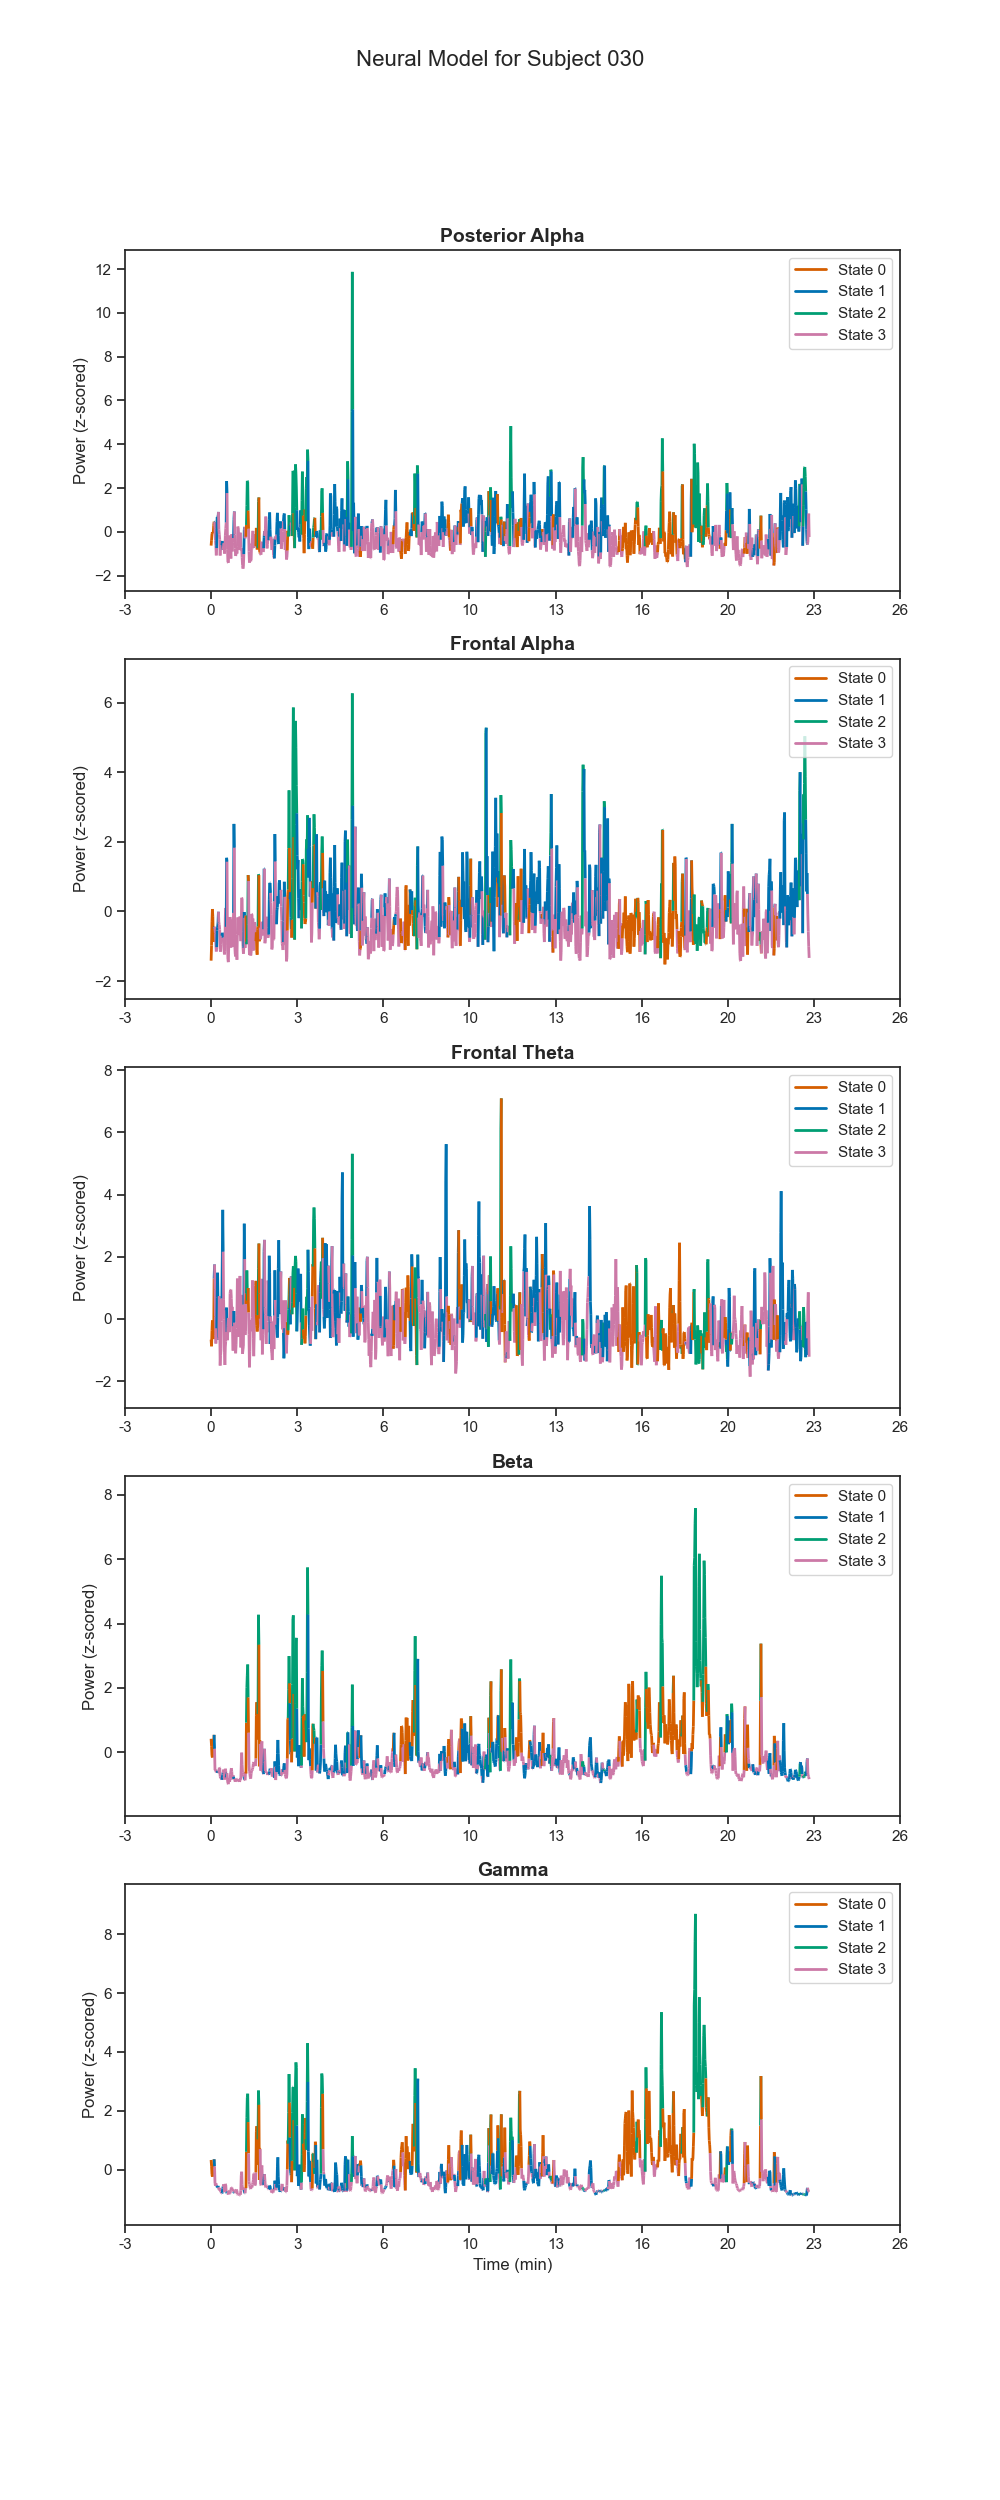 Neural Model for Subject 030
Posterior Alpha
Power (z-scored)
12
10
8
6
4
2
0
−2
-3 0 3 6 10 13 16 20 23 26
State 0
State 1
State 2
State 3
Frontal Alpha
Power (z-scored)
6
4
2
0
−2
-3 0 3 6 10 13 16 20 23 26
State 0
State 1
State 2
State 3
Frontal Theta
Power (z-scored)
8
6
4
2
0
−2
-3 0 3 6 10 13 16 20 23 26
State 0
State 1
State 2
State 3
Beta
Power (z-scored)
8
6
4
2
0
-3 0 3 6 10 13 16 20 23 26
State 0
State 1
State 2
State 3
Gamma
Power (z-scored)
8
6
4
2
0
-3 0 3 6 10 13 16 20 23 26
State 0
State 1
State 2
State 3
Time (min)